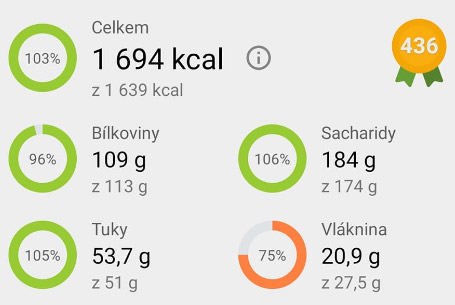 Celkem
103%
1 694 kcal
z 1 639 kcal
436
Bílkoviny
96%
109 g
z 113 g
Sacharidy
106%
184 g
z 174 g
Tuky
105%
53,7 g
z 51 g
Vláknina
75%
20,9 g
z 27,5 g